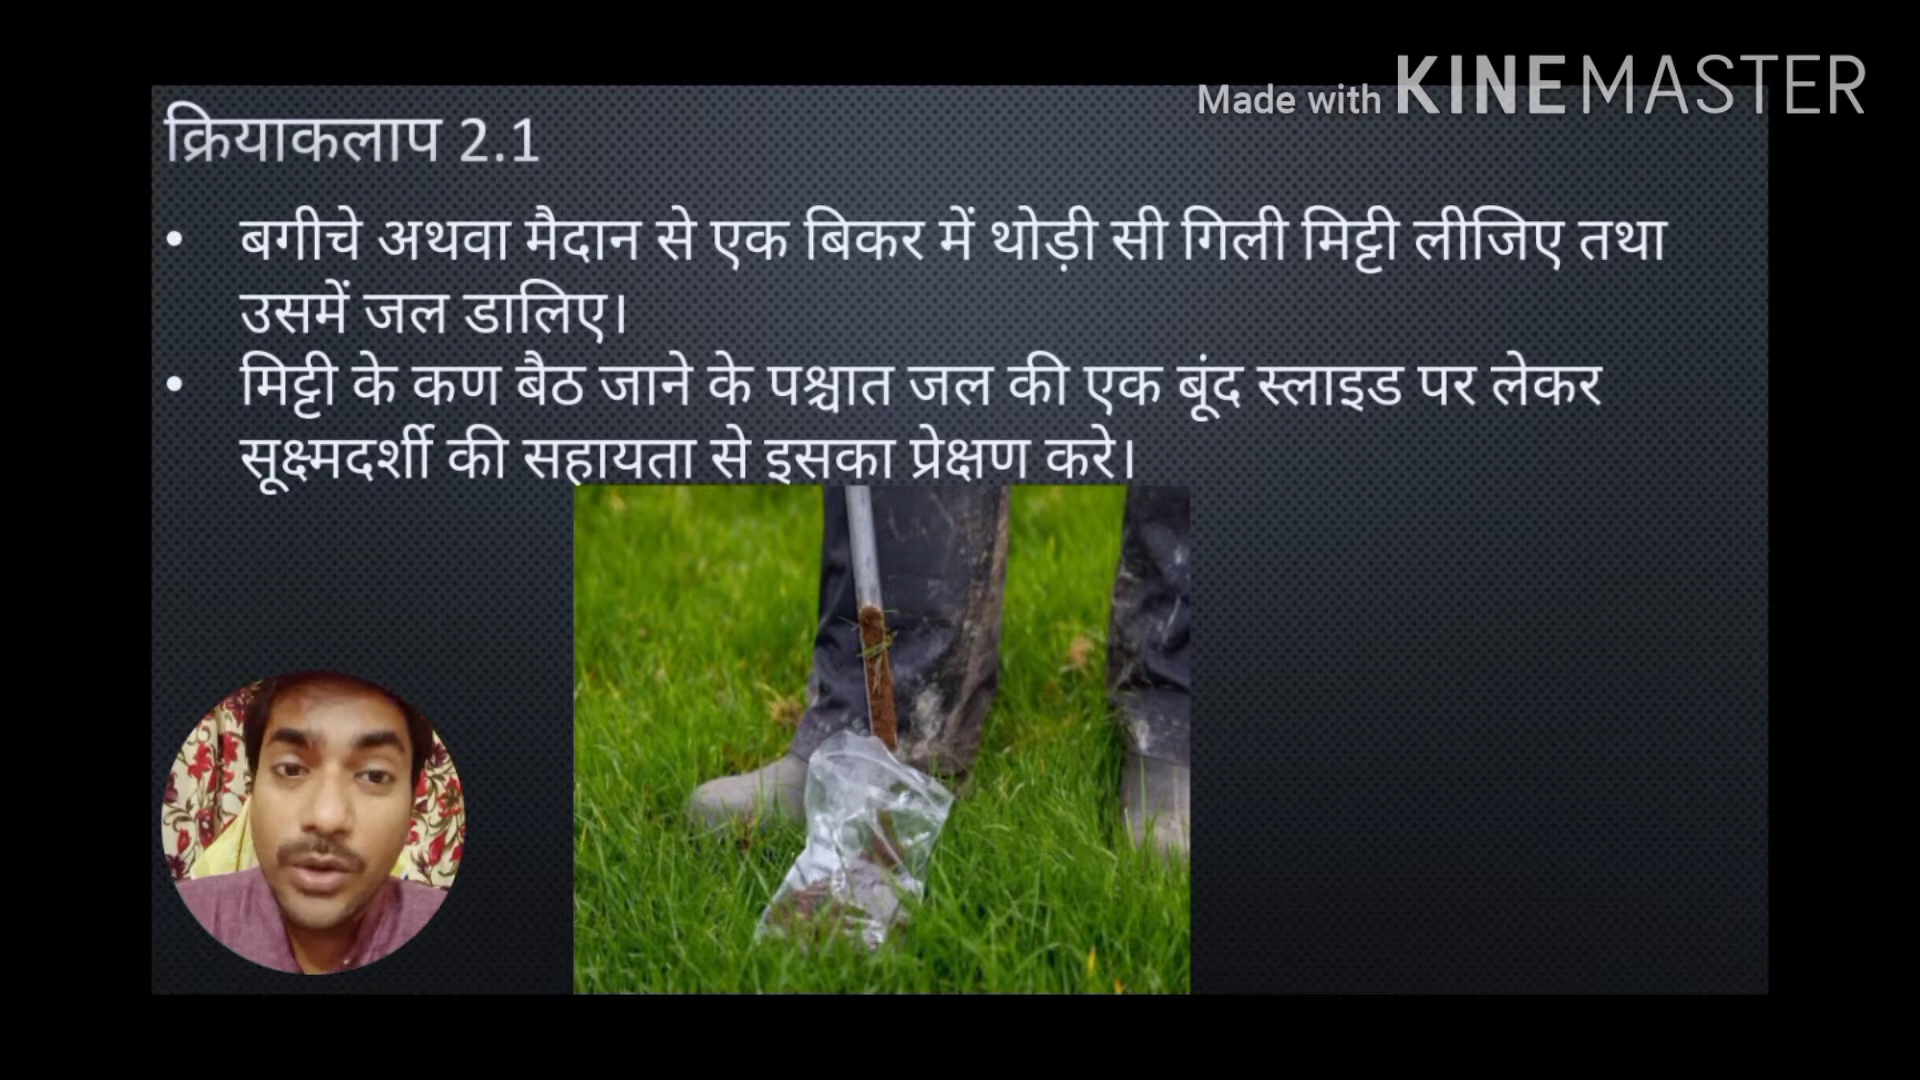 Made with KINEMASTER
क्रियाकलाप 2.1
• बगीचे अथवा मैदान से एक बिकर में थोड़ी सी गिली मिट्टी लीजिए तथा
उसमें जल डालिए।
• मिट्टी के कण बैठ जाने के पश्चात जल की एक बूंद स्लाइड पर लेकर
सूक्ष्मदर्शी की सहायता से इसका प्रेक्षण करे।